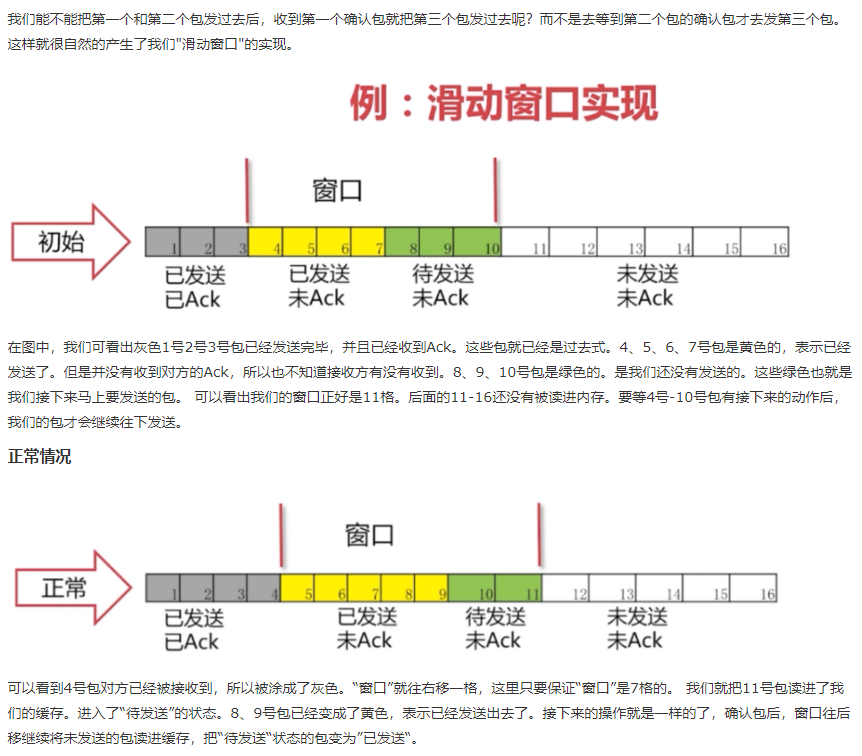 我们能不能把第一个和第二个包发过去后，收到第一个确认包就把第三个包发过去呢？而不是去等到第二个包的确认包才去发第三个包。
这样就很自然的产生了我们"滑动窗口"的实现。
例：滑动窗口实现
窗口
初始
1 2 3 4 5 6 7 8 9 10 11 12 13 14 15 16
已发送 已发送 待发送 未发送
已Ack 未Ack 未Ack 未Ack
在图中，我们可看出灰色1号2号3号包已经发送完毕，并且已经收到Ack。这些包就已经是过去式。4、5、6、7号包是黄色的，表示已经
发送了。但是并没有收到对方的Ack，所以也不知道接收方有没有收到。8、9、10号包是绿色的。是我们还没有发送的。这些绿色也就是
我们接下来马上要发送的包。 可以看出我们的窗口正好是11格。后面的11-16还没有被读进内存。要等4号-10号包有接下来的动作后，
我们的包才会继续往下发送。
正常情况
窗口
正常
1 2 3 4 5 6 7 8 9 10 11 12 13 14 15 16
已发送 已发送 待发送 未发送
已Ack 未Ack 未Ack 未Ack
可以看到4号包对方已经被接收到，所以被涂成了灰色。“窗口”就往右移一格，这里只要保证“窗口”是7格的。 我们就把11号包读进了我
们的缓存。进入了“待发送”的状态。8、9号包已经变成了黄色，表示已经发送出去了。接下来的操作就是一样的了，确认包后，窗口往后
移继续将未发送的包读进缓存，把“待发送“状态的包变为”已发送“。